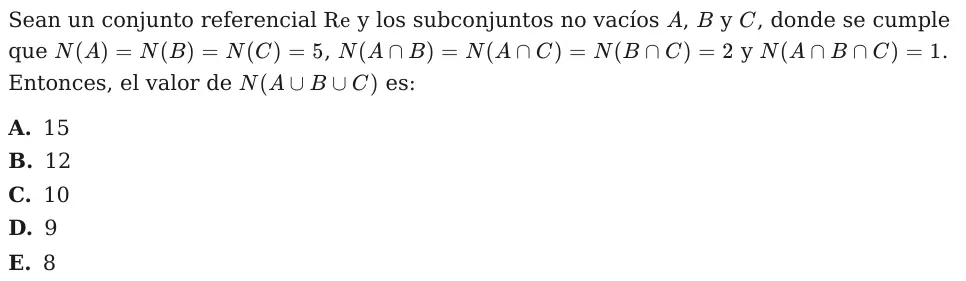 Sean un conjunto referencial Re y los subconjuntos no vacíos A, B y C, donde se cumple
que N(A) = N(B) = N(C) = 5, N(A ∩ B) = N(A ∩ C) = N(B ∩ C) = 2 y N(A ∩ B ∩ C) = 1.
Entonces, el valor de N(A ∪ B ∪ C) es:
A. 15
B. 12
C. 10
D. 9
E. 8